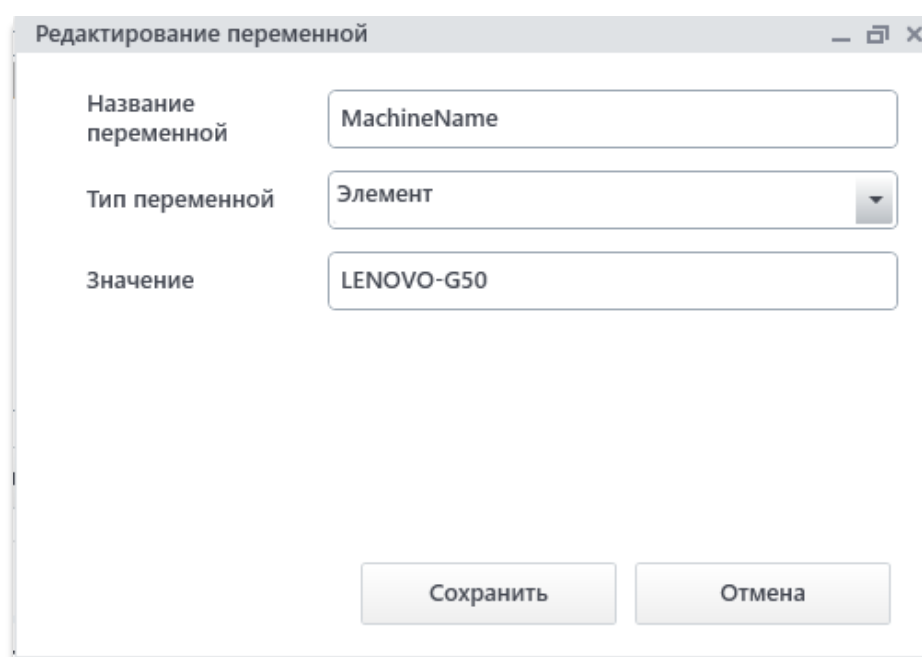 Редактирование переменной
Название
переменной
MachineName
Тип переменной
Элемент
Значение
LENOVO-G50
Сохранить
Отмена